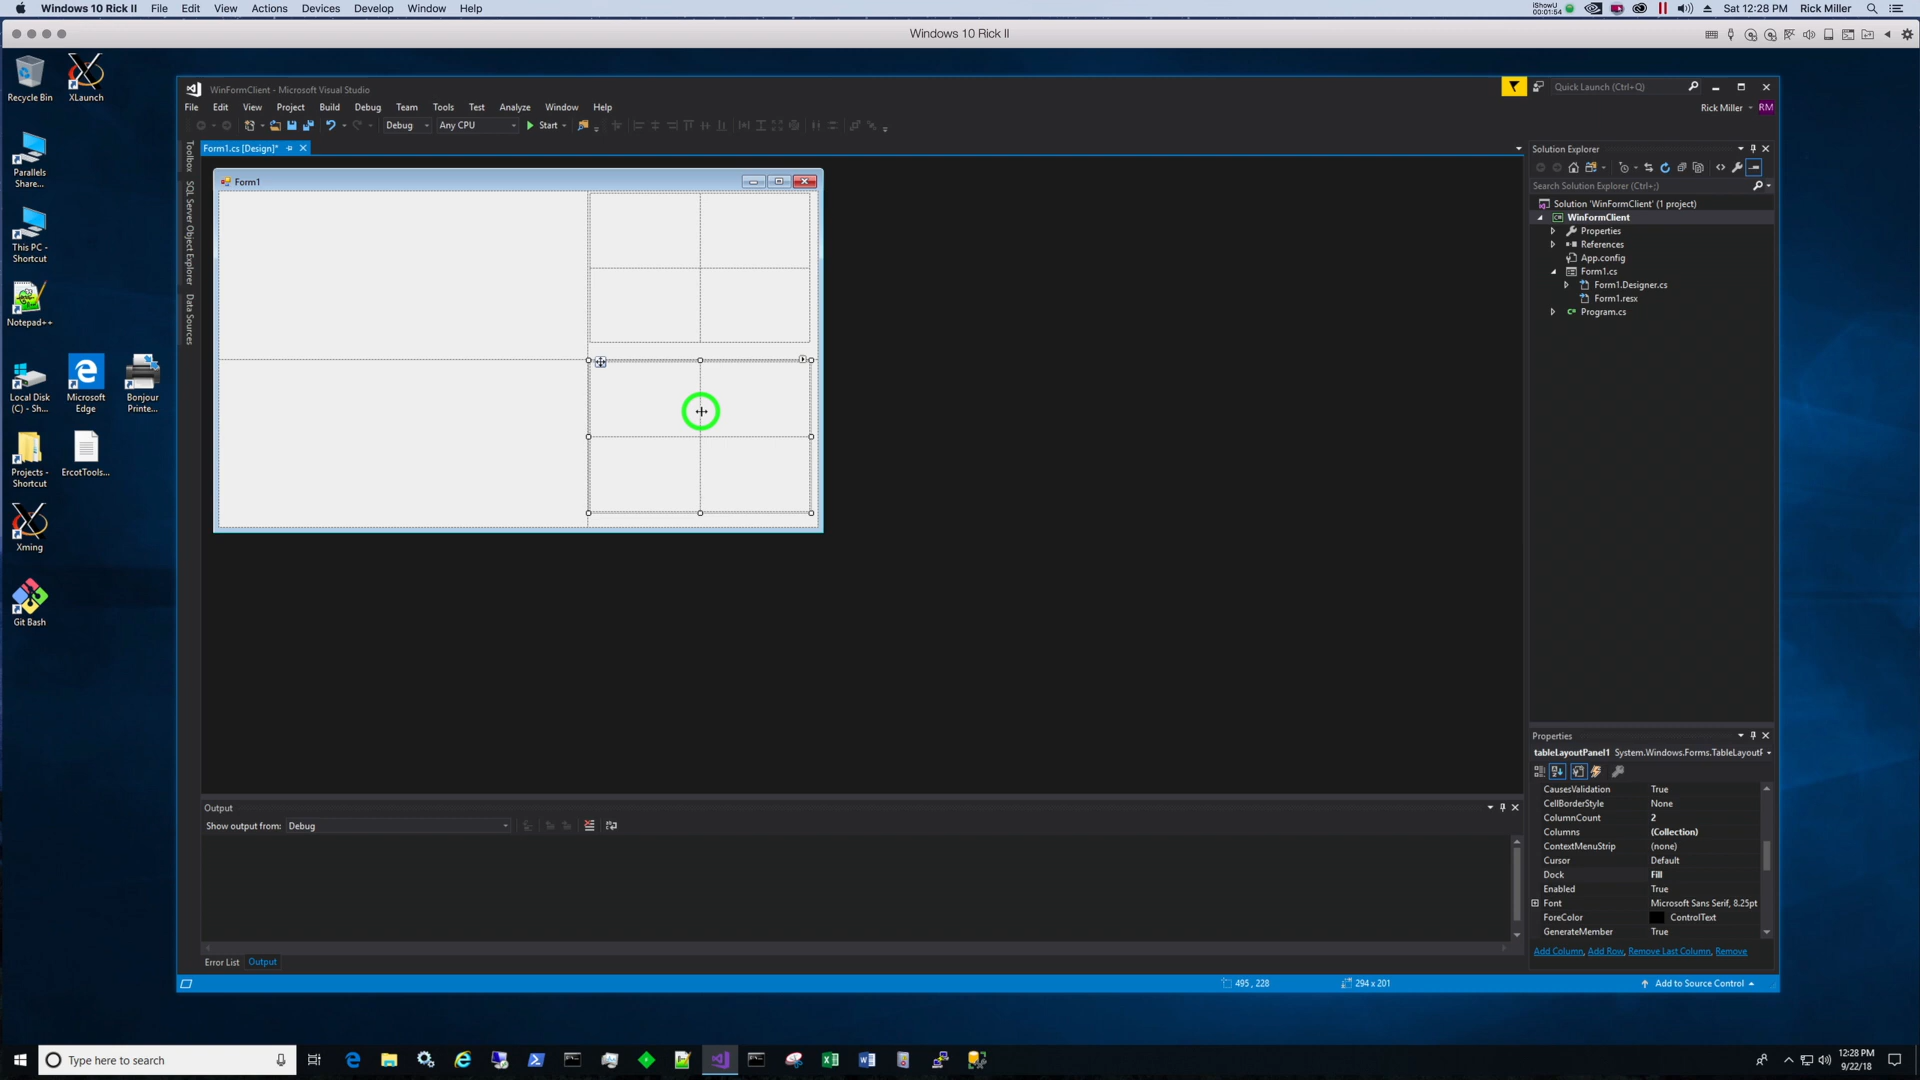 Windows 10 Rick II File Edit View Actions Devices Develop Window Help
iShowU
00:01:54
Sat 12:28 PM Rick Miller
Windows 10 Rick II
Recycle Bin
XLaunch
Parallels
Share...
This PC -
Shortcut
Notepad++
Local Disk
(C) - Sh...
Microsoft
Edge
Bonjour
Printe...
Projects -
Shortcut
ErcotTools...
Xming
Git Bash
WinFormClient - Microsoft Visual Studio
Quick Launch (Ctrl+Q)
File Edit View Project Build Debug Team Tools Test Analyze Window Help
Rick Miller RM
Debug Any CPU Start
Toolbox
SQL Server Object Explorer
Data Sources
Form1.cs [Design]*
Form1
Solution Explorer
Search Solution Explorer (Ctrl+;)
Solution 'WinFormClient' (1 project)
WinFormClient
Properties
References
App.config
Form1.cs
Form1.Designer.cs
Form1.resx
Program.cs
Properties
tableLayoutPanel1 System.Windows.Forms.TableLayoutP
CausesValidation True
CellBorderStyle None
ColumnCount 2
Columns (Collection)
ContextMenuStrip (none)
Cursor Default
Dock Fill
Enabled True
Font Microsoft Sans Serif, 8.25pt
ForeColor ControlText
GenerateMember True
Add Column, Add Row, Remove Last Column, Remove
Output
Show output from: Debug
Error List Output
495 , 228 294 x 201 Add to Source Control
Type here to search
12:28 PM
9/22/18